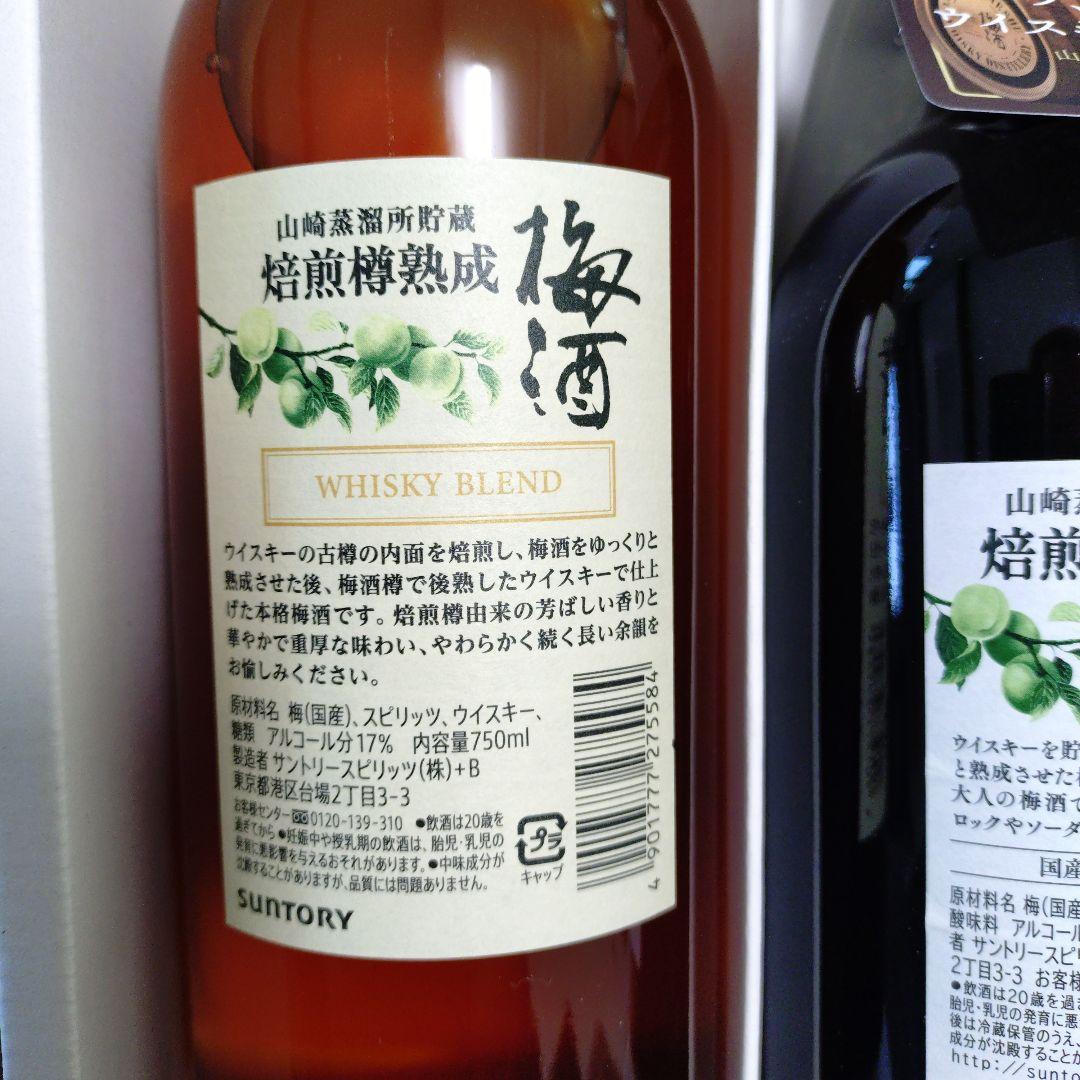 山崎蒸溜所貯蔵
焙煎樽熟成
梅酒
WHISKY BLEND
ウイスキーの古樽の内面を焙煎し、梅酒をゆっくりと
熟成させた後、梅酒樽で後熟したウイスキーで仕上
げた本格梅酒です。焙煎樽由来の芳ばしい香りと
華やかで重厚な味わい、やわらかく続く長い余韻を
お愉しみください。
原材料名 梅(国産)、スピリッツ、ウイスキー、
糖類 アルコール分17% 内容量750ml
製造者 サントリースピリッツ(株)+B
東京都港区台場2丁目3-3
お客様センター 0120-139-310 ●飲酒は20歳を
過ぎてから ●妊娠中や授乳期の飲酒は、胎児・乳児の
発育に悪影響を与えるおそれがあります。●中味成分が
沈殿することがありますが、品質には問題ありません。
プラ
キャップ
SUNTORY
4 901777 275584
ウイス
WHISKY DISTILLERY
山
山崎蒸
焙煎
ウイスキーを貯
と熟成させた
大人の梅酒で
ロックやソーダ
国産
原材料名 梅(国産
酸味料 アルコール
者 サントリースピリ
2丁目3-3 お客様
●飲酒は20歳を過ぎ
胎児・乳児の発育に悪
後は冷蔵保管のうえ、
成分が沈殿することか
http://sunto